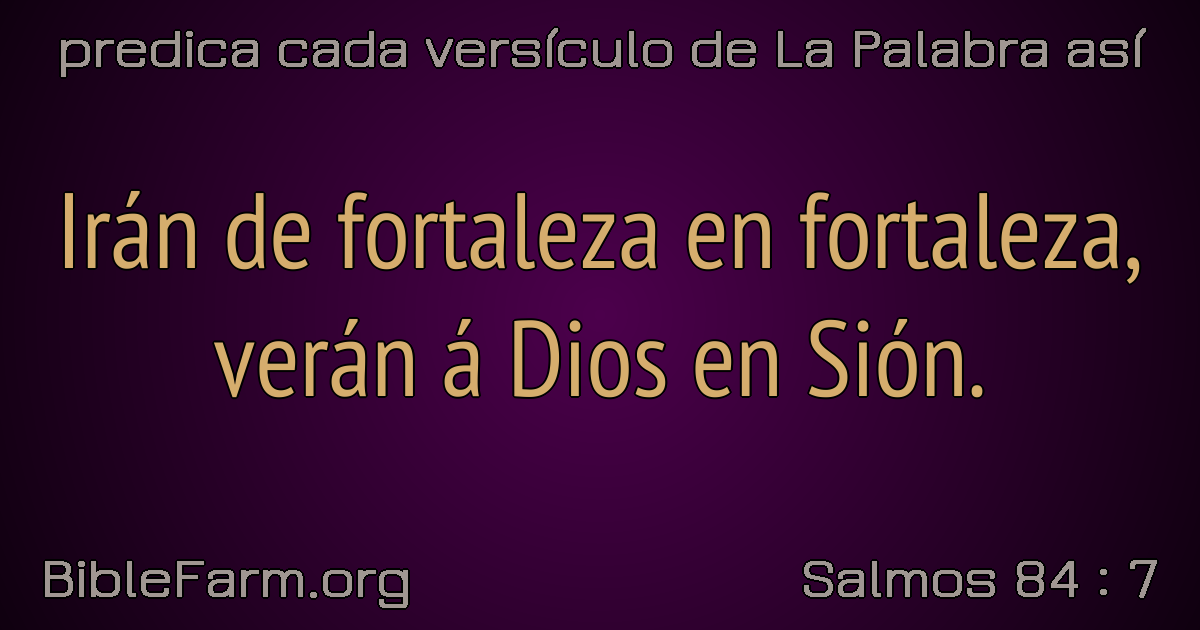 predica cada versículo de La Palabra así
Irán de fortaleza en fortaleza,
verán á Dios en Sión.
BibleFarm.org
Salmos 84 : 7